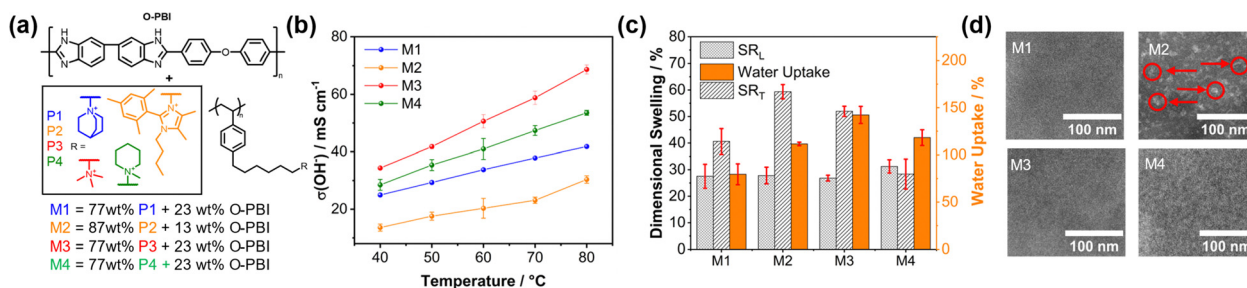 (a)
O-PBI
H
N
N
H
N
N
O
n
+
P1
P2
R =
P3
P4
N+
N+
N
N+
N+
n
R
M1 = 77wt% P1 + 23 wt% O-PBI
M2 = 87wt% P2 + 13 wt% O-PBI
M3 = 77wt% P3 + 23 wt% O-PBI
M4 = 77wt% P4 + 23 wt% O-PBI
(b)
σ(OH-) / mS cm-1
80
60
40
20
M1
M2
M3
M4
40 50 60 70 80
Temperature / °C
(c)
Dimensional Swelling / %
80
70
60
50
40
30
20
10
0
SRL
Water Uptake
SRT
M1 M2 M3 M4
200
150
100
50
0
Water Uptake / %
(d)
M1
100 nm
M2
100 nm
M3
100 nm
M4
100 nm